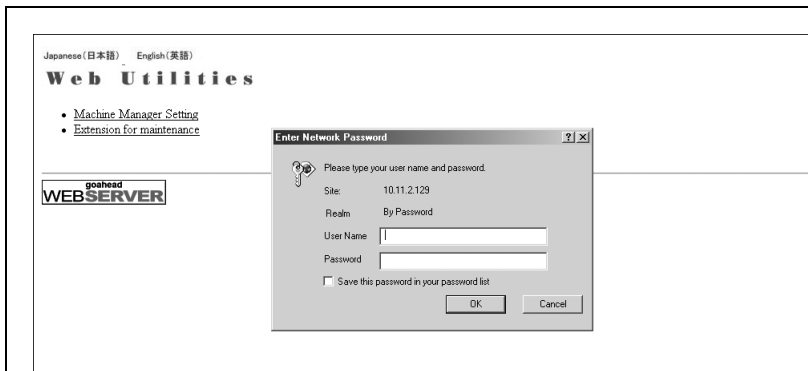 Japanese(日本語) English(英語)
Web Utilities
Machine Manager Setting
Extension for maintenance
goahead
WEBSERVER
Enter Network Password
Please type your user name and password.
Site: 10.11.2.129
Realm By Password
User Name
Password
Save this password in your password list
OK Cancel